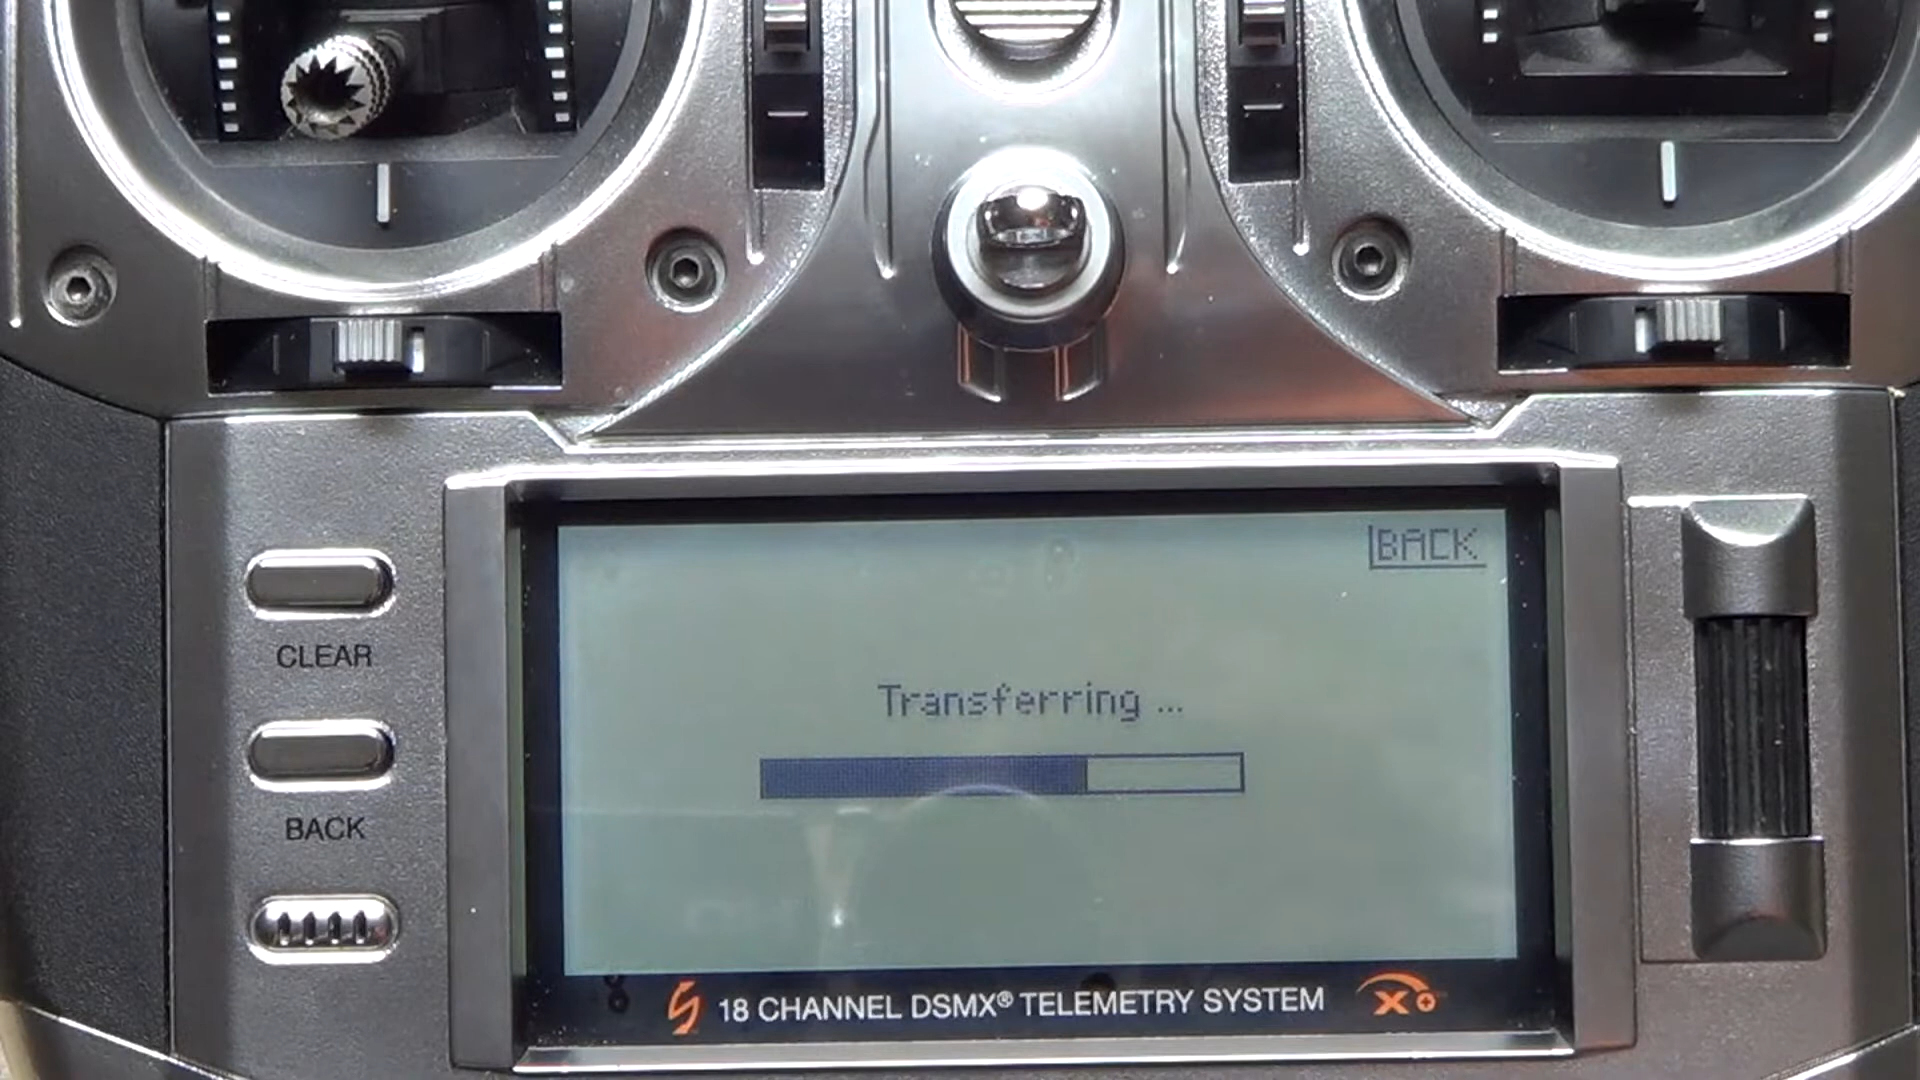 BACK
Transferring ...
CLEAR
BACK
18 CHANNEL DSMX® TELEMETRY SYSTEM X+